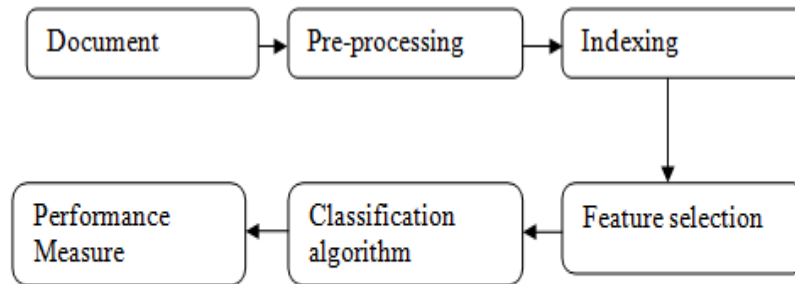 Document
Pre-processing
Indexing
Feature selection
Classification
algorithm
Performance
Measure